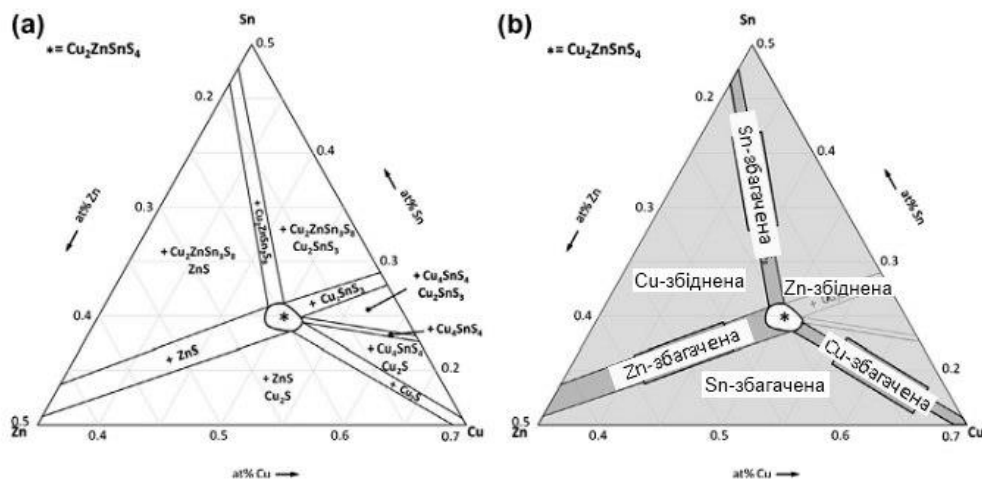 (a)
Sn
*= Cu₂ZnSnS₄
0.5
0.2
0.4
at% Zn
at% Sn
0.3
+ Cu₂ZnSn₃S₈
+ Cu₂ZnSn₃S₈
ZnS
+ Cu₂ZnSn₃S₈
Cu₂SnS₃
0.3
+ Cu₄SnS₄
Cu₂SnS₃
+ Cu₂SnS₃
0.4
*
+ Cu₄SnS₄
+ ZnS
+ Cu₄SnS₄
Cu₂S
0.2
+ ZnS
Cu₂S
+ Cu₂S
0.5
Zn
0.4
0.5
0.6
0.7
Cu
at% Cu
(b)
Sn
*= Cu₂ZnSnS₄
0.5
0.2
0.4
at% Zn
at% Sn
Sn-збагачена
0.3
0.3
Cu-збіднена
Zn-збіднена
0.4
*
Zn-збагачена
Cu-збагачена
0.2
Sn-збагачена
0.5
Zn
0.4
0.5
0.6
0.7
Cu
at% Cu